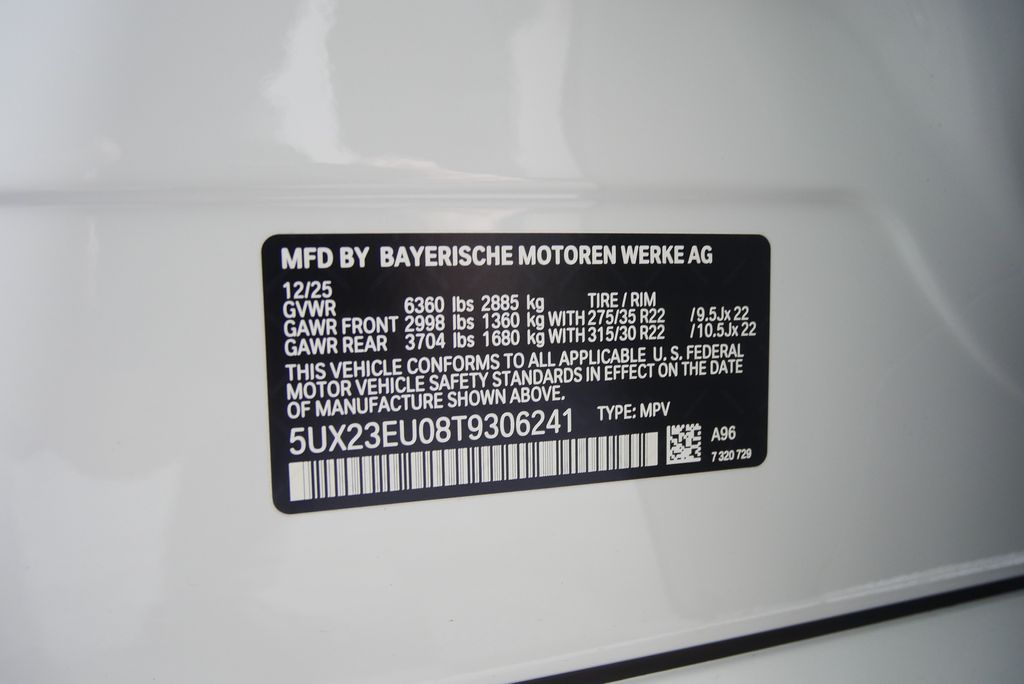 MFD BY BAYERISCHE MOTOREN WERKE AG
12/25
GVWR 6360 lbs 2885 kg TIRE / RIM
GAWR FRONT 2998 lbs 1360 kg WITH 275/35 R22 /9.5Jx 22
GAWR REAR 3704 lbs 1680 kg WITH 315/30 R22 /10.5Jx 22
THIS VEHICLE CONFORMS TO ALL APPLICABLE U. S. FEDERAL
MOTOR VEHICLE SAFETY STANDARDS IN EFFECT ON THE DATE
OF MANUFACTURE SHOWN ABOVE.
5UX23EU08T9306241 TYPE: MPV
A96
7 320 729